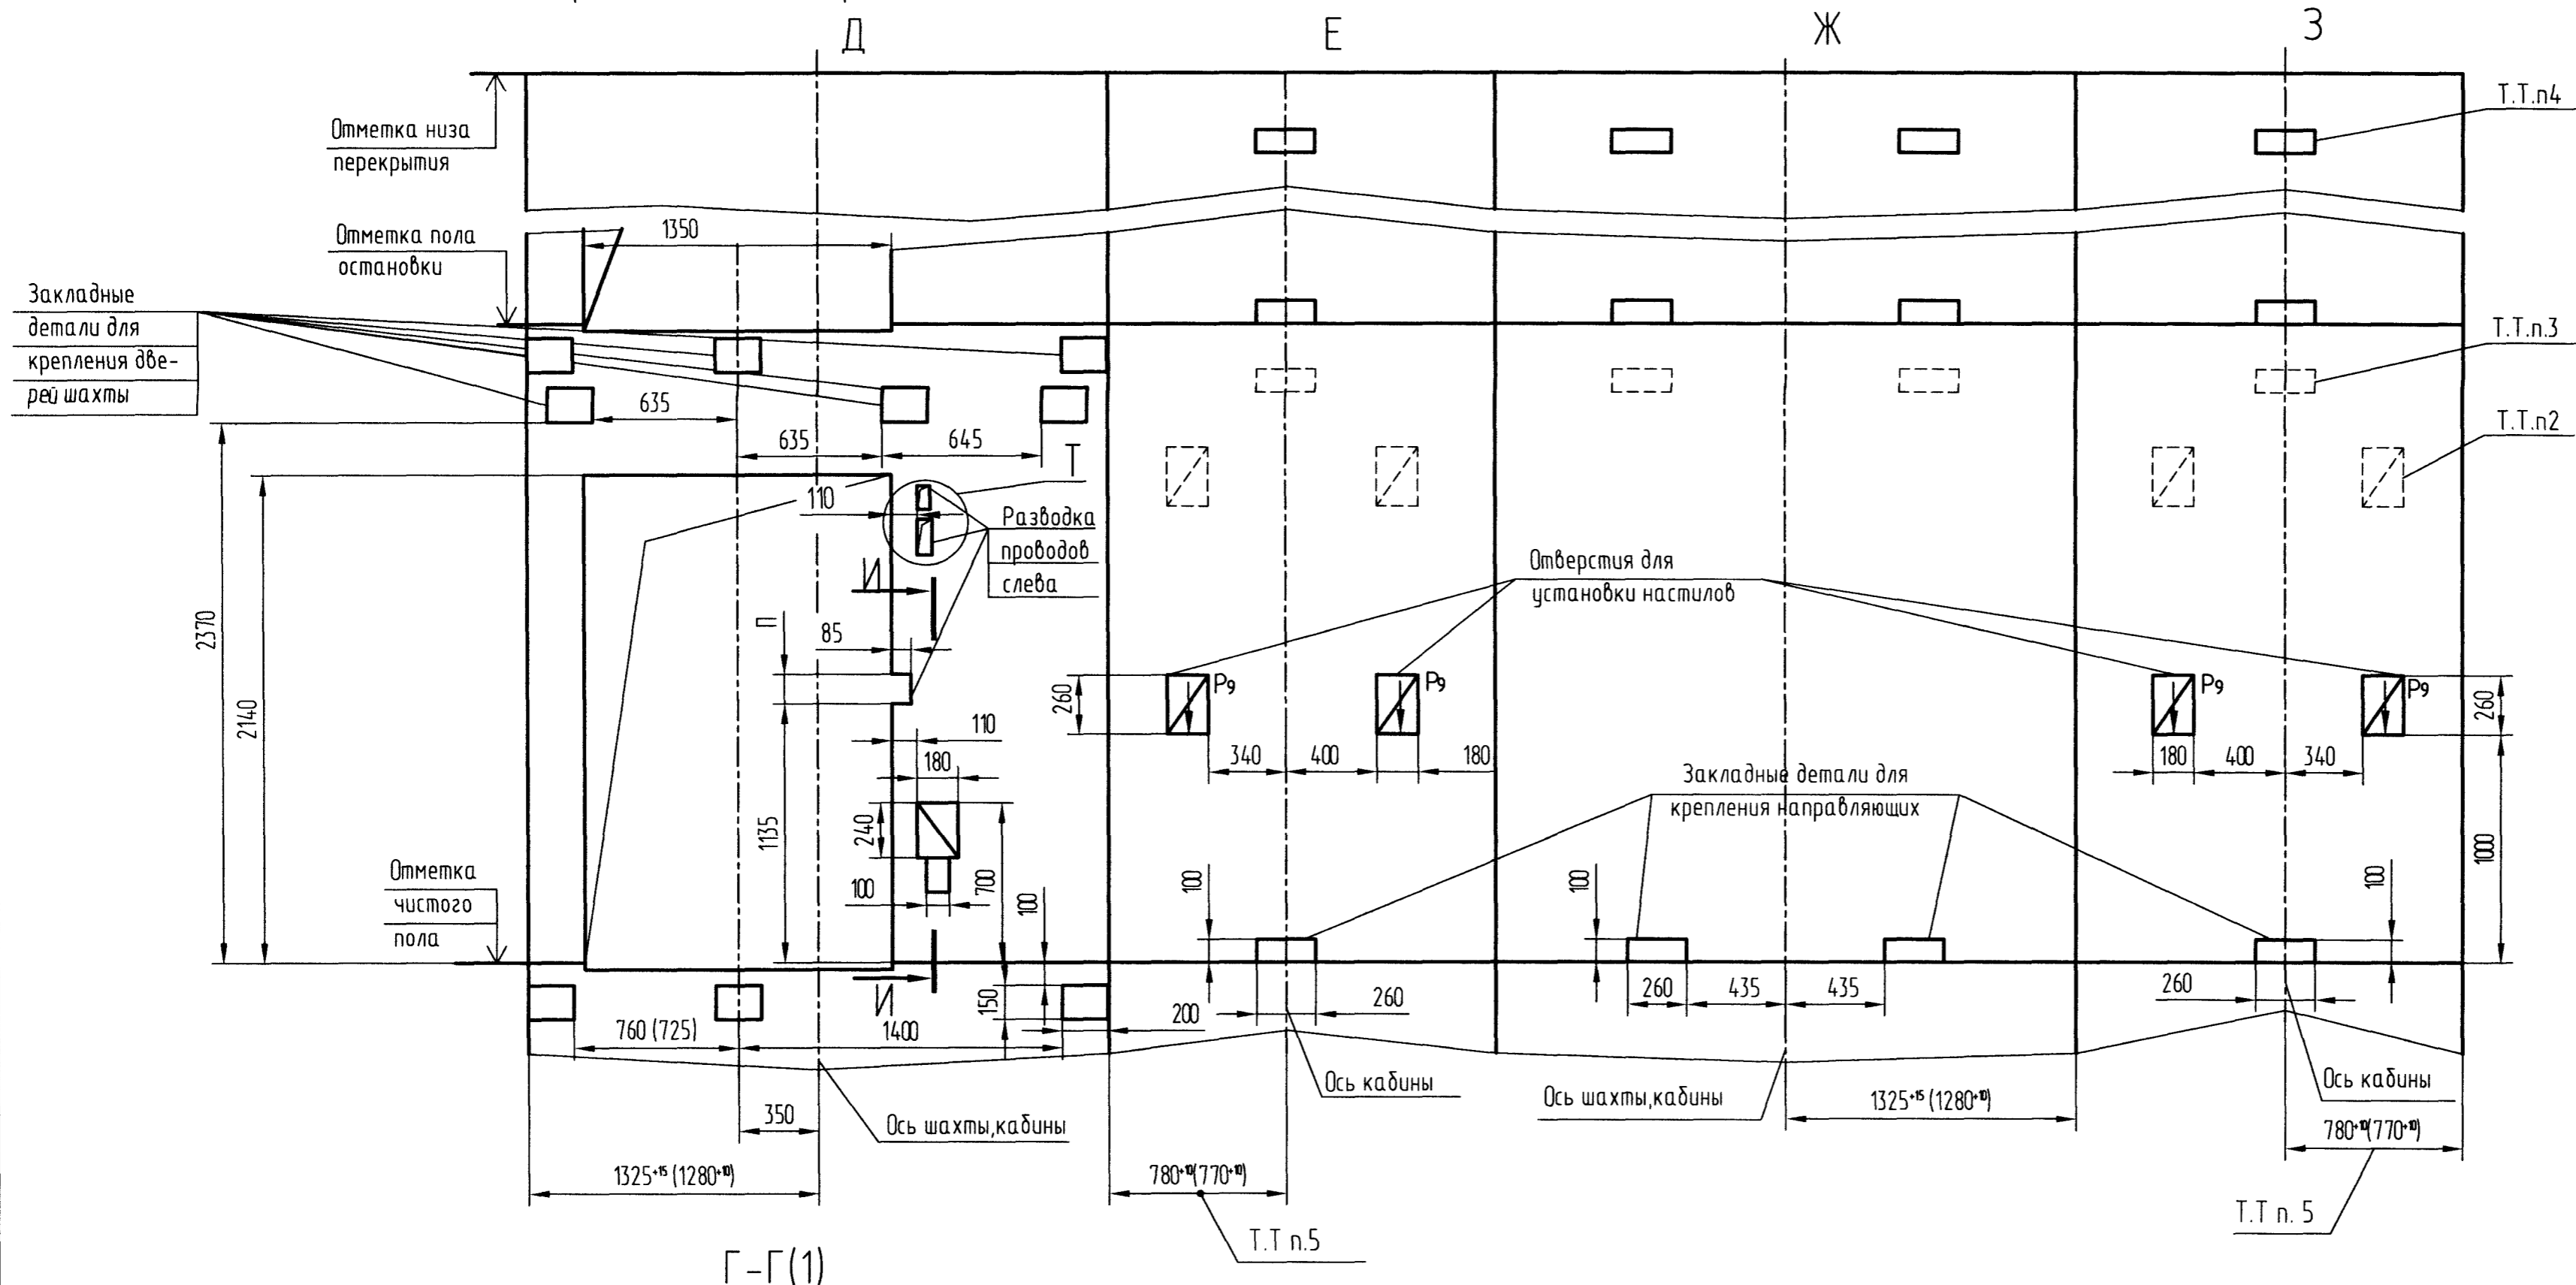 Д
Е
Ж
З
Отметка низа
перекрытия
Т.Т.п4
Отметка пола
остановки
1350
Закладные
детали для
крепления две-
рей шахты
Т.Т.п.3
Т.Т.п2
635
635
645
Т
110
Разводка
проводов
слева
И
Отверстия для
установки настилов
2370
2140
П
85
1135
110
180
240
100
700
100
260
Р9
Р9
340
400
180
Р9
Р9
180
400
340
260
1000
Закладные детали для
крепления направляющих
Отметка
чистого
пола
100
100
100
И
150
760 (725)
1400
200
260
260
435
435
260
350
Ось шахты,кабины
Ось кабины
Ось шахты,кабины
Ось кабины
1325+15 (1280+10)
780+10(770+10)
1325+15 (1280+10)
780+10(770+10)
Т.Т п.5
Т.Т п. 5
Г-Г(1)